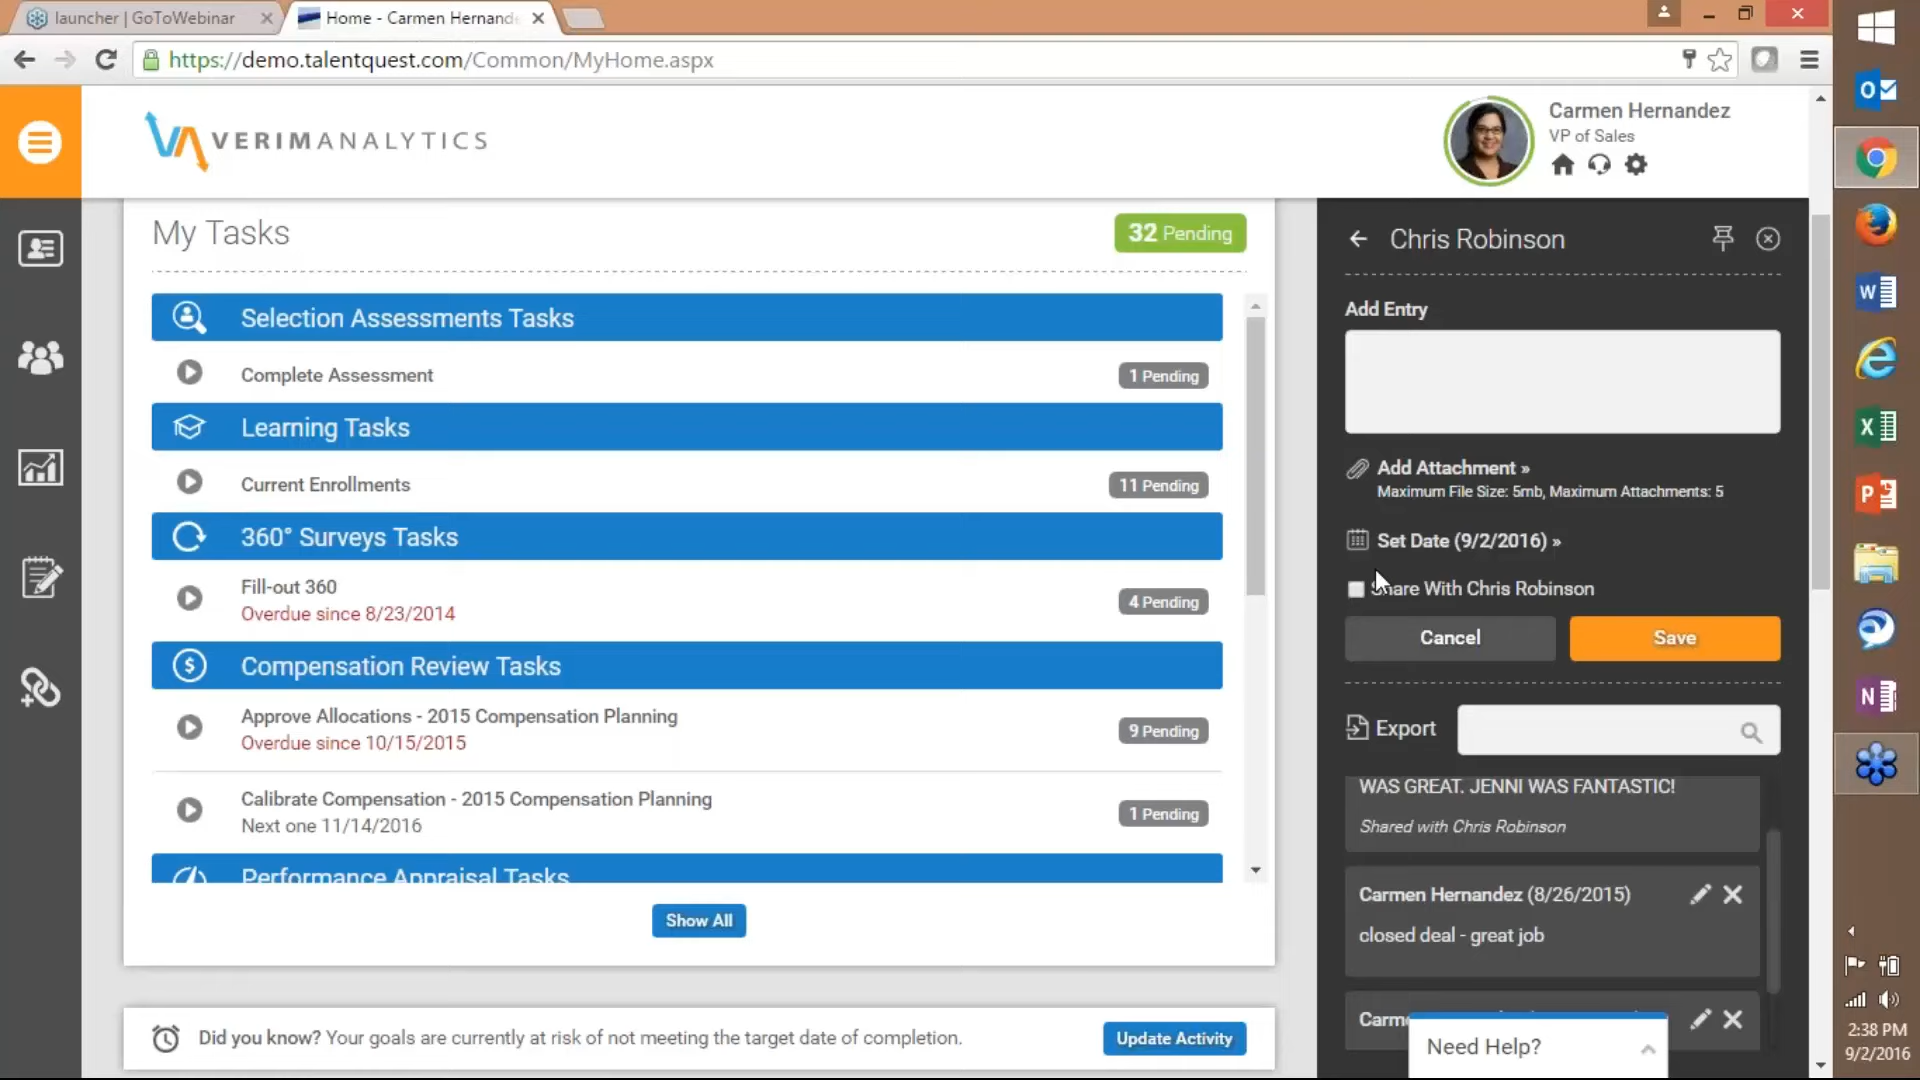 launcher | GoToWebinar
Home - Carmen Hernand
https://demo.talentquest.com/Common/MyHome.aspx
VERIMANALYTICS
Carmen Hernandez
VP of Sales
My Tasks
32 Pending
Selection Assessments Tasks
Complete Assessment
1 Pending
Learning Tasks
Current Enrollments
11 Pending
360° Surveys Tasks
Fill-out 360
Overdue since 8/23/2014
4 Pending
Compensation Review Tasks
Approve Allocations - 2015 Compensation Planning
Overdue since 10/15/2015
9 Pending
Calibrate Compensation - 2015 Compensation Planning
Next one 11/14/2016
1 Pending
Performance Appraisal Tasks
Show All
Did you know? Your goals are currently at risk of not meeting the target date of completion.
Update Activity
Chris Robinson
Add Entry
Add Attachment »
Maximum File Size: 5mb, Maximum Attachments: 5
Set Date (9/2/2016) »
Share With Chris Robinson
Cancel
Save
Export
WAS GREAT. JENNI WAS FANTASTIC!
Shared with Chris Robinson
Carmen Hernandez (8/26/2015)
closed deal - great job
Carme
Need Help?
2:38 PM
9/2/2016